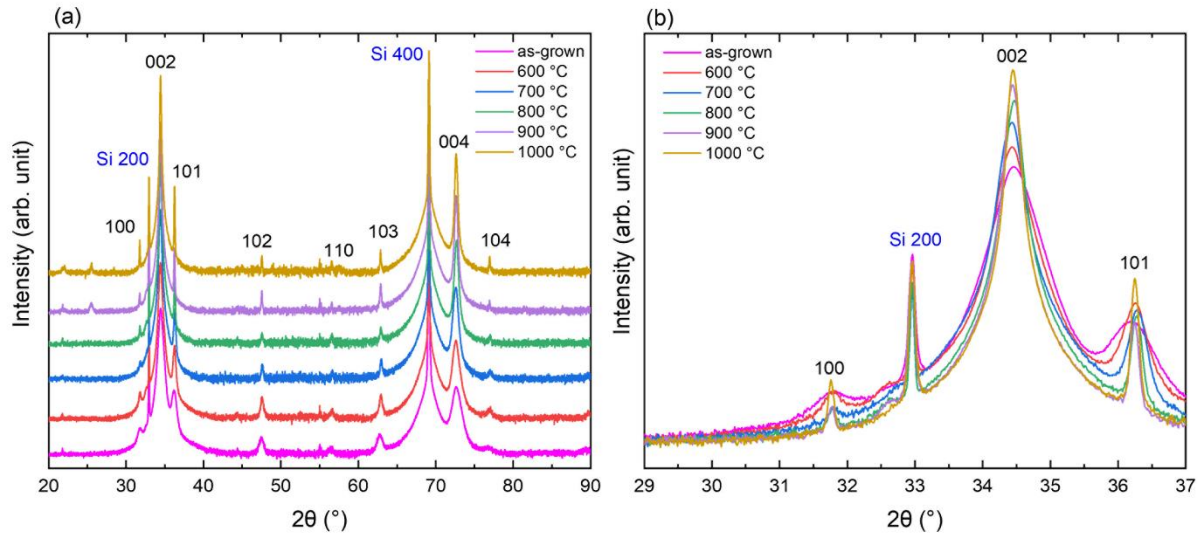 (a)
Intensity (arb. unit)
002
Si 400
as-grown
600 °C
700 °C
800 °C
900 °C
1000 °C
004
Si 200
101
100
102
110
103
104
20 30 40 50 60 70 80 90
2θ (°)
(b)
Intensity (arb. unit)
as-grown
600 °C
700 °C
800 °C
900 °C
1000 °C
002
Si 200
101
100
29 30 31 32 33 34 35 36 37
2θ (°)